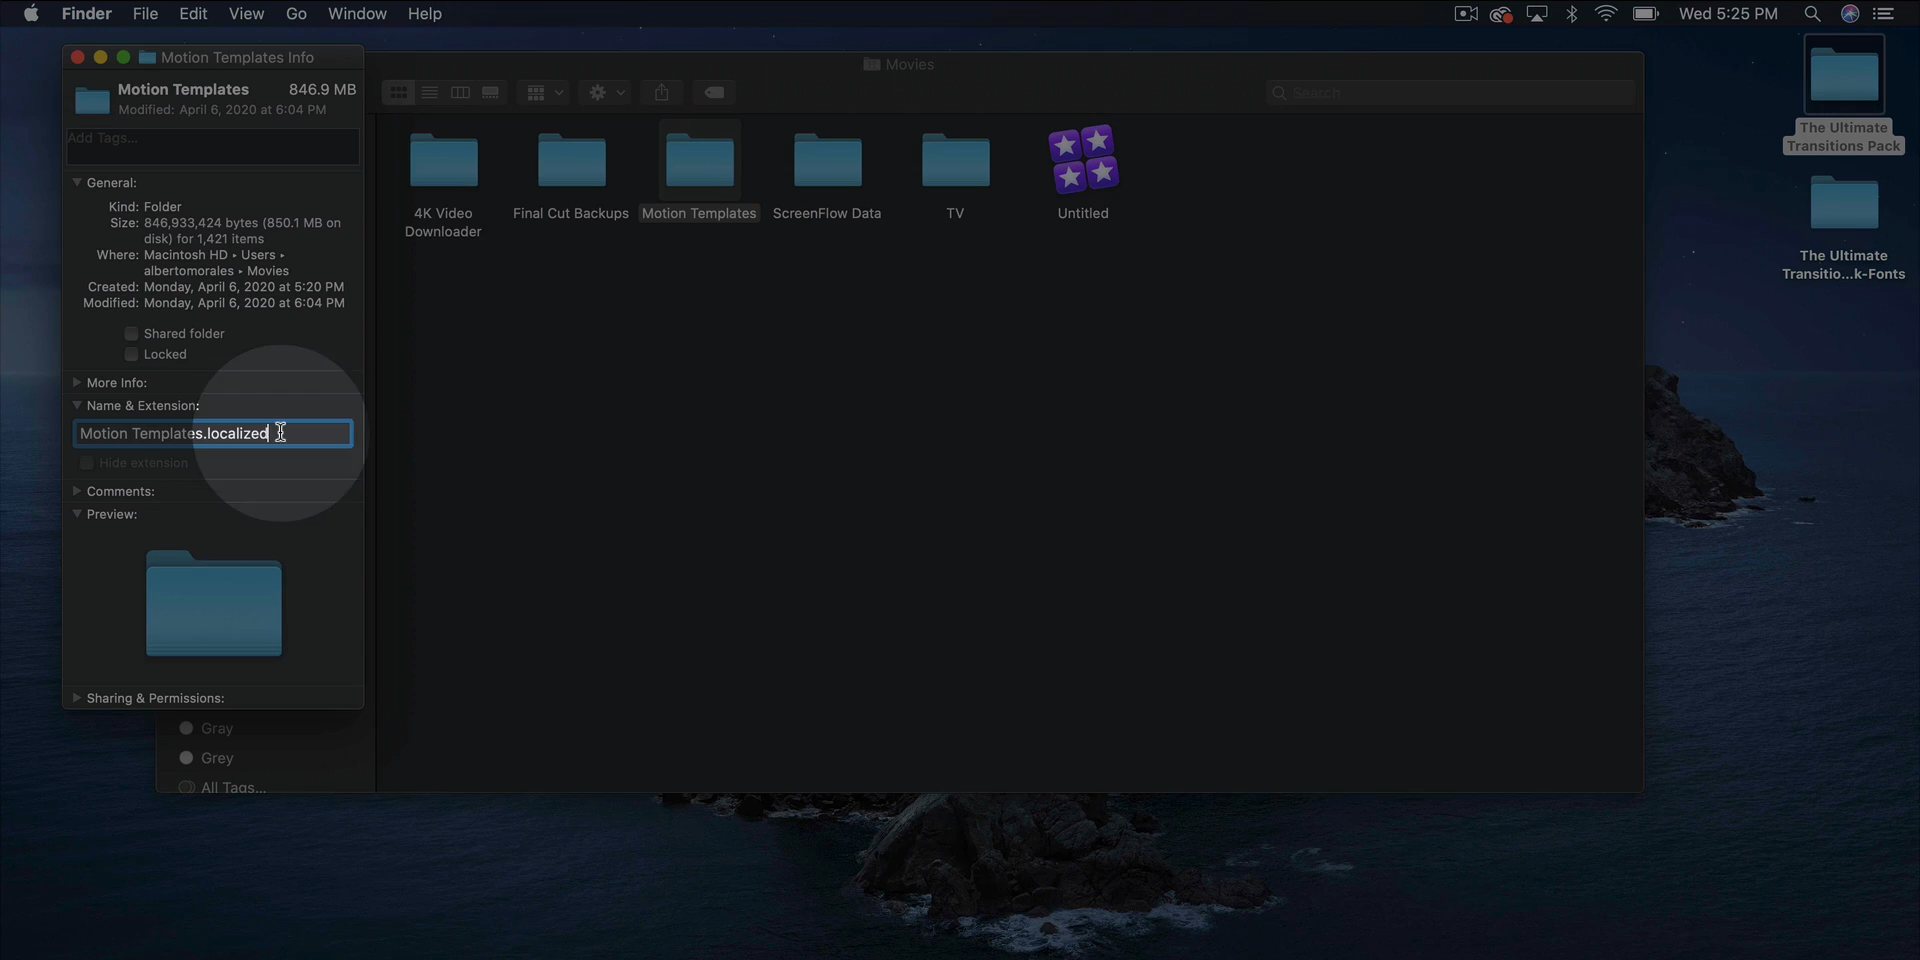 Finder File Edit View Go Window Help
Wed 5:25 PM
Motion Templates Info
Motion Templates 846.9 MB
Modified: April 6, 2020 at 6:04 PM
Add Tags...
General:
Kind: Folder
Size: 846,933,424 bytes (850.1 MB on
disk) for 1,421 items
Where: Macintosh HD ▸ Users ▸
albertomorales ▸ Movies
Created: Monday, April 6, 2020 at 5:20 PM
Modified: Monday, April 6, 2020 at 6:04 PM
Shared folder
Locked
More Info:
Name & Extension:
Motion Templates.localized
Hide extension
Comments:
Preview:
Sharing & Permissions:
Gray
Grey
All Tags...
Movies
Search
4K Video
Downloader
Final Cut Backups
Motion Templates
ScreenFlow Data
TV
Untitled
The Ultimate
Transitions Pack
The Ultimate
Transitio...k-Fonts